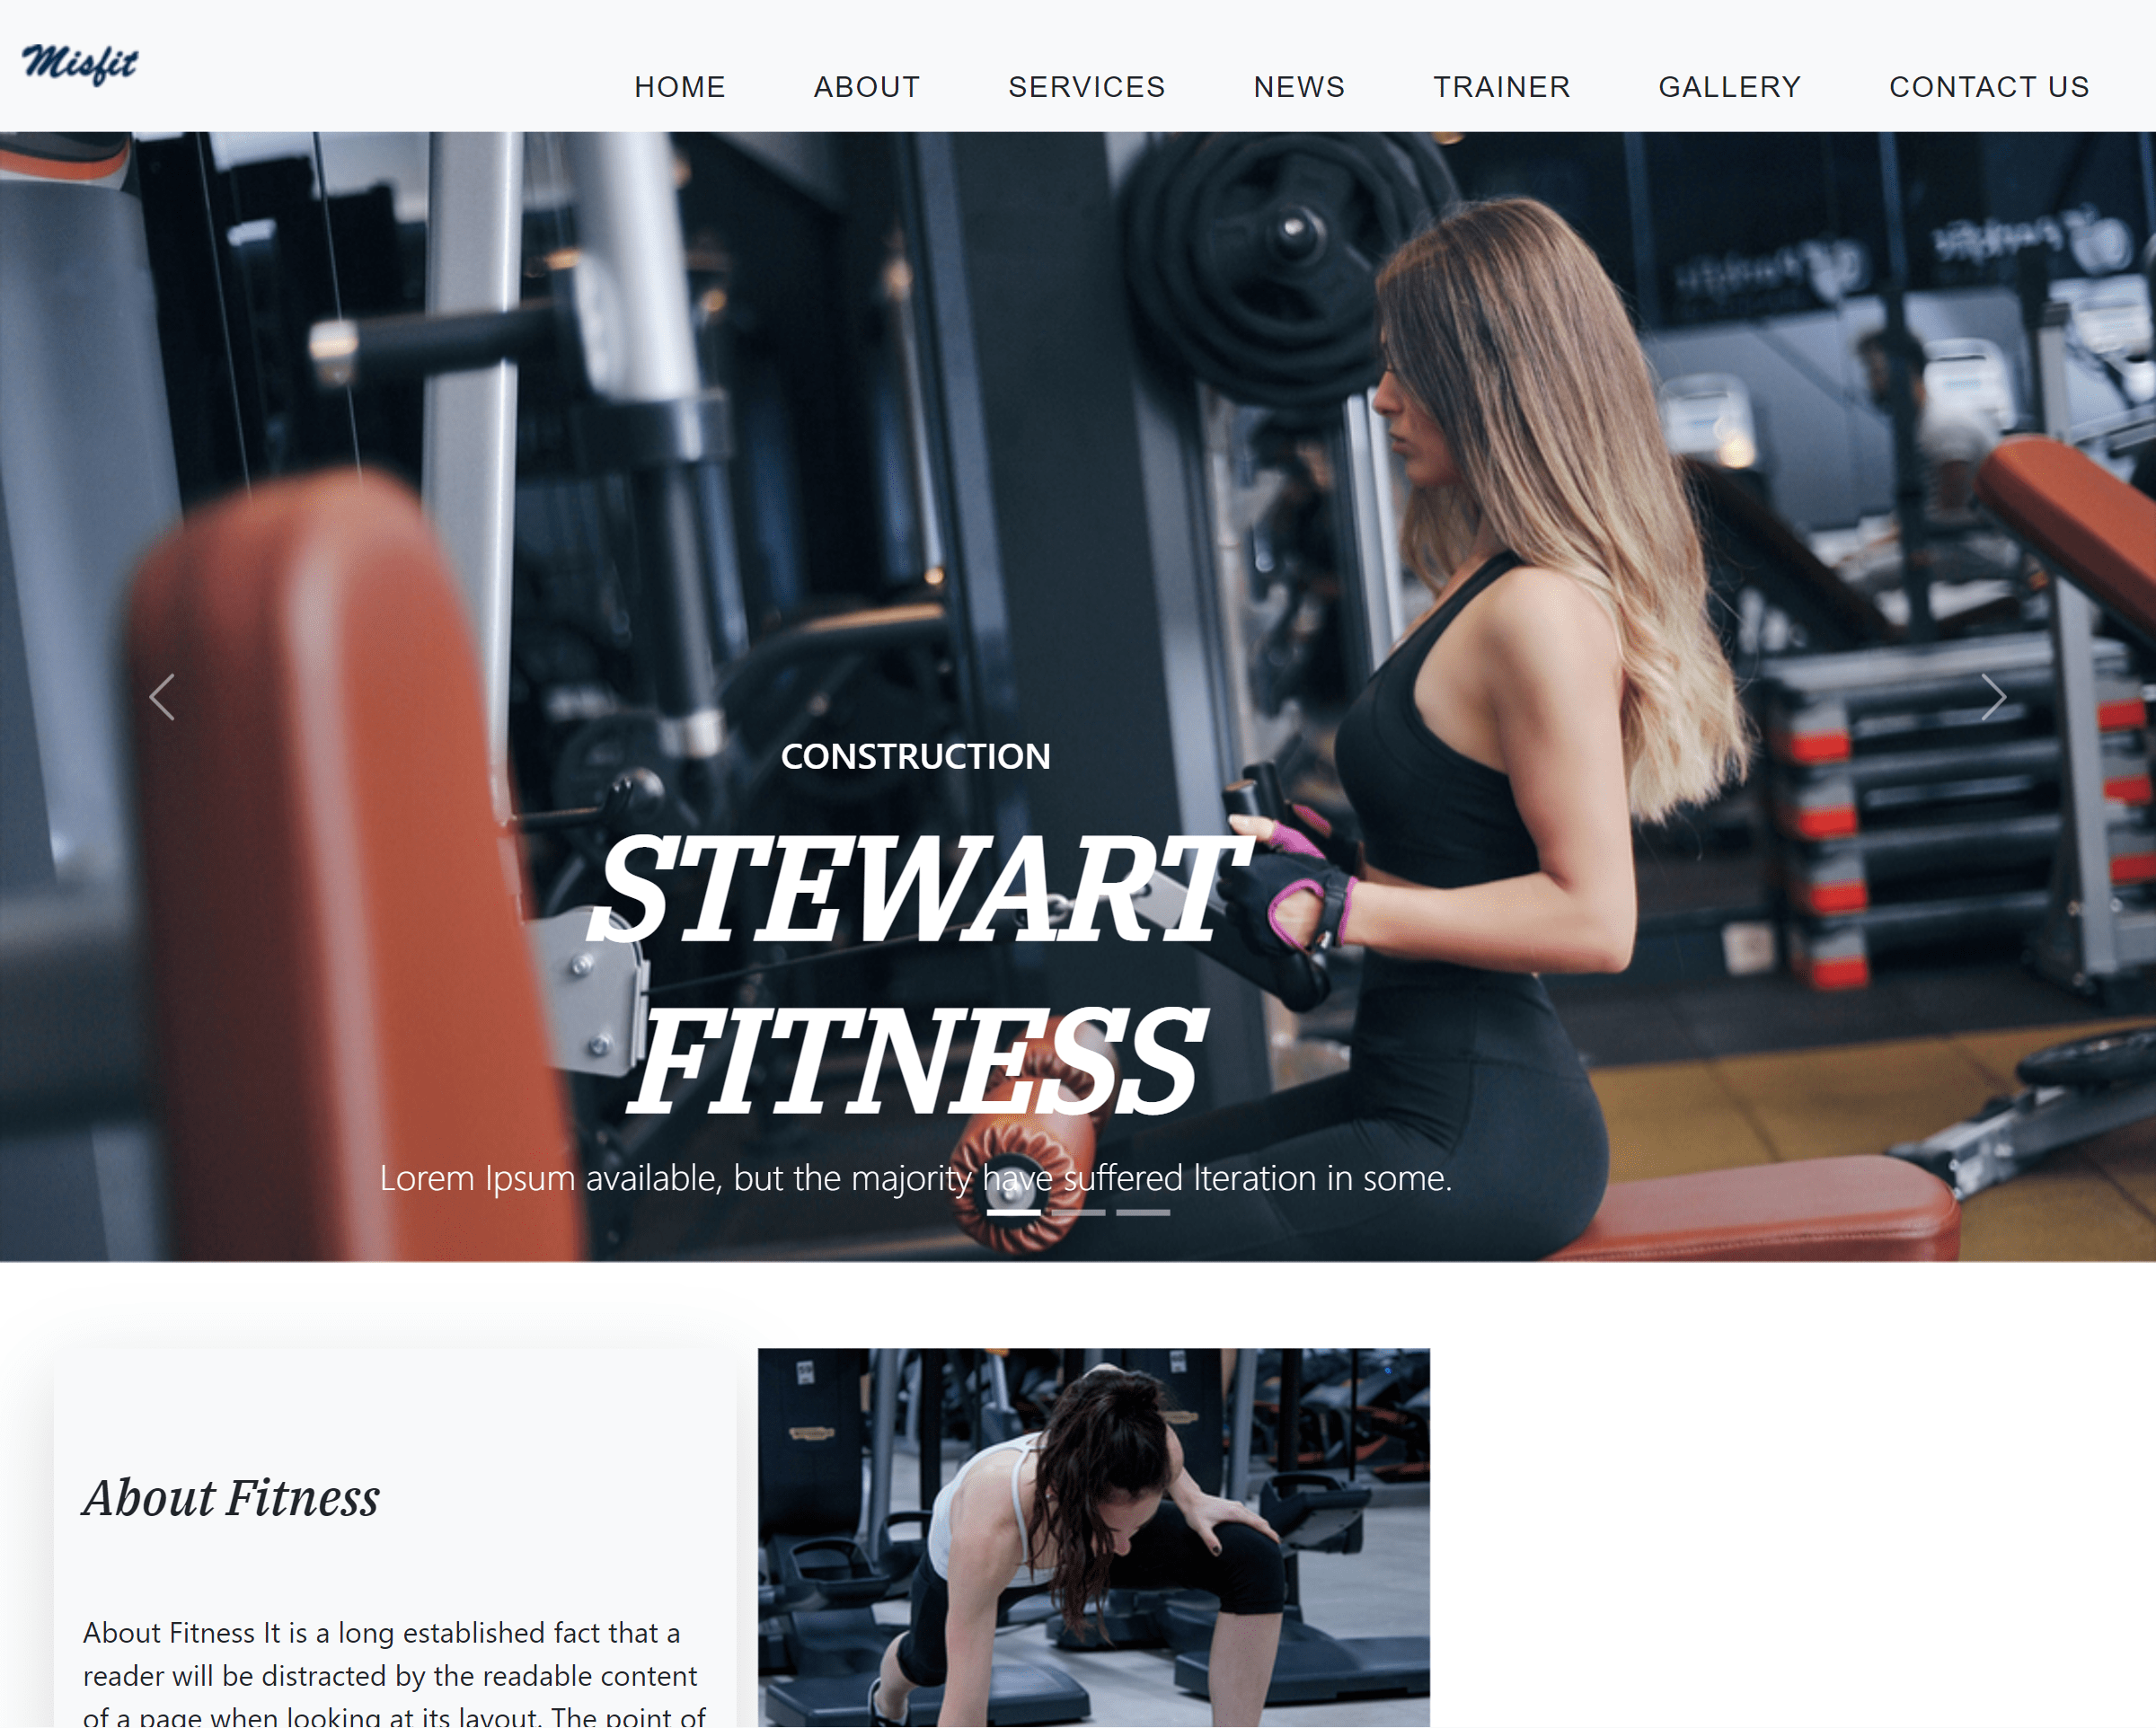 Misfit
HOME ABOUT SERVICES NEWS TRAINER GALLERY CONTACT US
CONSTRUCTION
STEWART
FITNESS
Lorem Ipsum available, but the majority have suffered lteration in some.
About Fitness
About Fitness It is a long established fact that a
reader will be distracted by the readable content
of a page when looking at its layout. The point of